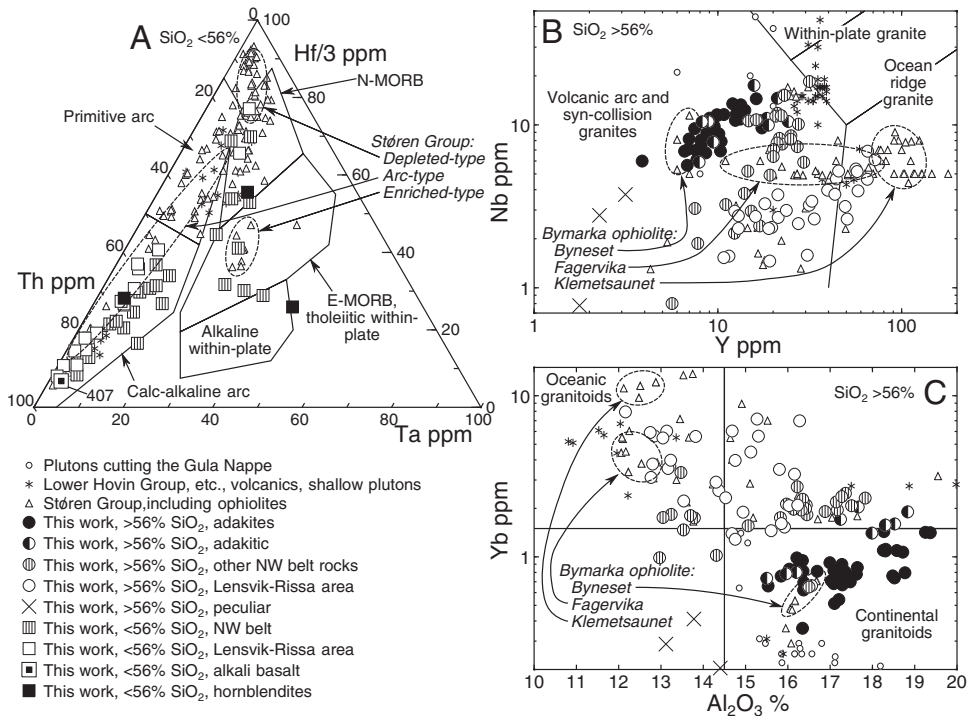 A
SiO2 <56%
Hf/3 ppm
N-MORB
Primitive arc
Støren Group:
Depleted-type
Arc-type
Enriched-type
Th ppm
E-MORB,
tholeiitic within-
plate
Alkaline
within-plate
Calc-alkaline arc
407
Ta ppm
0
20
40
60
80
100
100
80
60
40
20
0
0
20
40
60
80
100
Plutons cutting the Gula Nappe
Lower Hovin Group, etc., volcanics, shallow plutons
Støren Group,including ophiolites
This work, >56% SiO2, adakites
This work, >56% SiO2, adakitic
This work, >56% SiO2, other NW belt rocks
This work, >56% SiO2, Lensvik-Rissa area
This work, >56% SiO2, peculiar
This work, <56% SiO2, NW belt
This work, <56% SiO2, Lensvik-Rissa area
This work, <56% SiO2, alkali basalt
This work, <56% SiO2, hornblendites
B
SiO2 >56%
Within-plate granite
Ocean
ridge
granite
Volcanic arc and
syn-collision
granites
Bymarka ophiolite:
Byneset
Fagervika
Klemetsaunet
Nb ppm
10
1
1
10
100
Y ppm
C
SiO2 >56%
Oceanic
granitoids
Bymarka ophiolite:
Byneset
Fagervika
Klemetsaunet
Continental
granitoids
Yb ppm
10
1
10
11
12
13
14
15
16
17
18
19
20
Al2O3 %